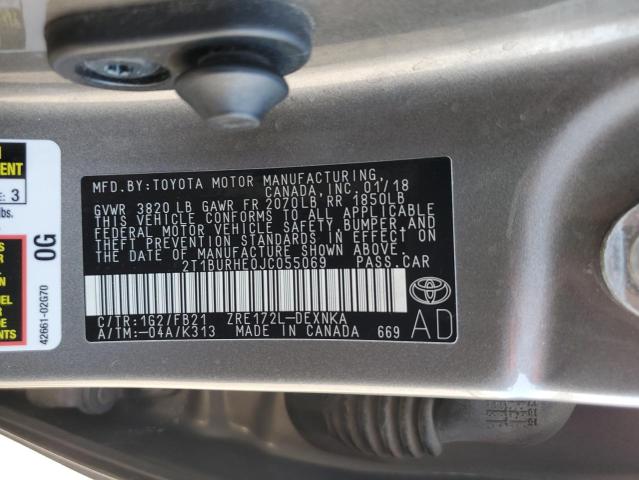 MFD.BY:TOYOTA MOTOR MANUFACTURING,
CANADA, INC. 01/18
GVWR 3820 LB GAWR FR 2070LB RR 1850LB
THIS VEHICLE CONFORMS TO ALL APPLICABLE
FEDERAL MOTOR VEHICLE SAFETY, BUMPER, AND
THEFT PREVENTION STANDARDS IN EFFECT ON
THE DATE OF MANUFACTURE SHOWN ABOVE.
2T1BURHE0JC055069 PASS.CAR
C/TR:1G2/FB21 ZRE172L-DEXNKA
A/TM:-04A/K313 MADE IN CANADA 669
AD
3
lbs.
0G
42661-02G70